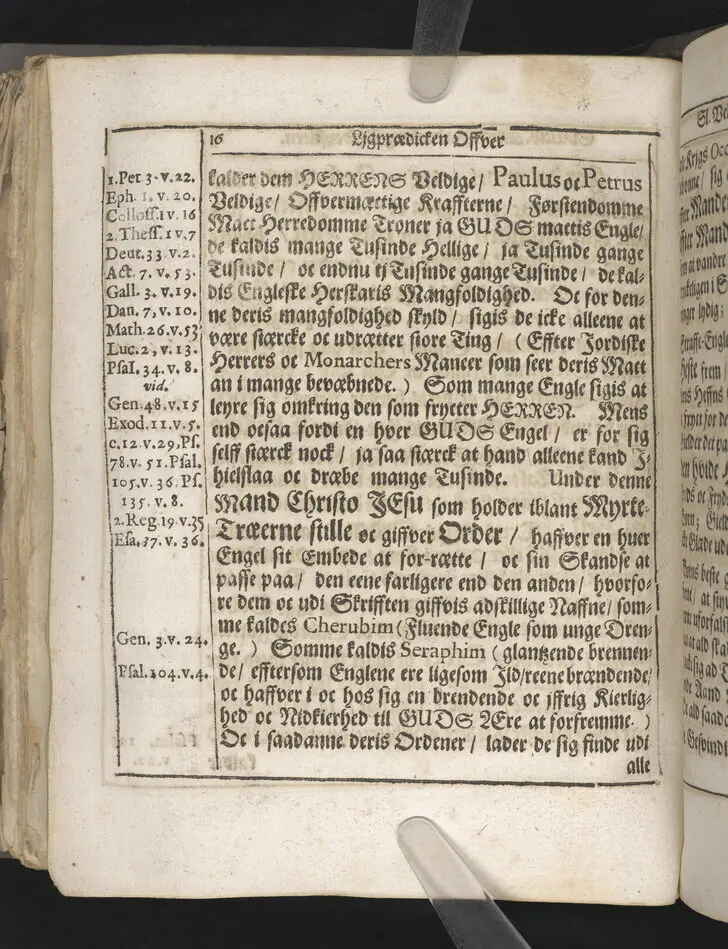 16
Ljgprædicken Offver
1. Pet. 3. v. 22.
Eph. 1. v. 20.
Colloss. 1 v. 16
2. Thess. 1 v. 7
Deut. 33 v. 2.
Act. 7. v. 53.
Gall. 3. v. 19.
Dan. 7, v. 10.
Math. 26. v. 53
Luc. 2, v. 13.
Psal. 34. v. 8.
vid.
Gen. 48. v. 15
Exod. 11. v. 5.
c. 12. v. 29, Ps.
78. v. 51. Psal.
105. v. 36. Ps.
135. v. 8.
2. Reg. 19. v. 35
Esa. 37. v. 36.
Gen. 3. v. 24.
Psal. 104. v. 4.
kalder dem HERRENS Veldige / Paulus oc Petrus
Veldige / Offvermættige Kraffterne / Førstendomme
Mact Herredomme Troner ja GUDS mactis Engle /
de kaldis mange Tusinde Hellige / ja Tusinde gange
Tusinde / oc endnu tj Tusinde gange Tusinde / de kal-
dis Engleske Herskaris Mangfoldighed. Oc for den-
ne deris mangfoldighed skyld / sigis de icke alleene at
være stærcke oc udrætter store Ting / ( Effter Jordiske
Herrers oc Monarchers Maneer som seer deris Mact
an i mange bevæbnede. ) Som mange Engle sigis at
leyre sig omkring den som frycter HERREN. Mens
end ocsaa fordi en hver GUDS Engel / er for sig
self stærck nock / ja saa stærck at hand alleene kand J-
hielslaa oc dræbe mange Tusinde. Under denne
Mand Christo JESU som holder iblant Myrte-
Træerne stille oc giffver Order / haffver en huer
Engel sit Embede at for-rætte / oc sin Skandse at
passe paa / den eene farligere end den anden / hvorfo-
re dem oc udi Skrifften giffvis adskillige Naffne / som-
me kaldes Cherubim ( Fluende Engle som unge Dren-
ge. ) Somme kaldis Seraphim ( glantzende brennen-
de / efftersom Englene ere ligesom Jld / reene brændende /
oc haffver i oc hos sig en brendende oc jffrig Kierlig-
hed oc Nidkierhed til GUDS Ære at forfremme. )
Oc i saadanne deris Ordener / lader de sig finde udi
alle